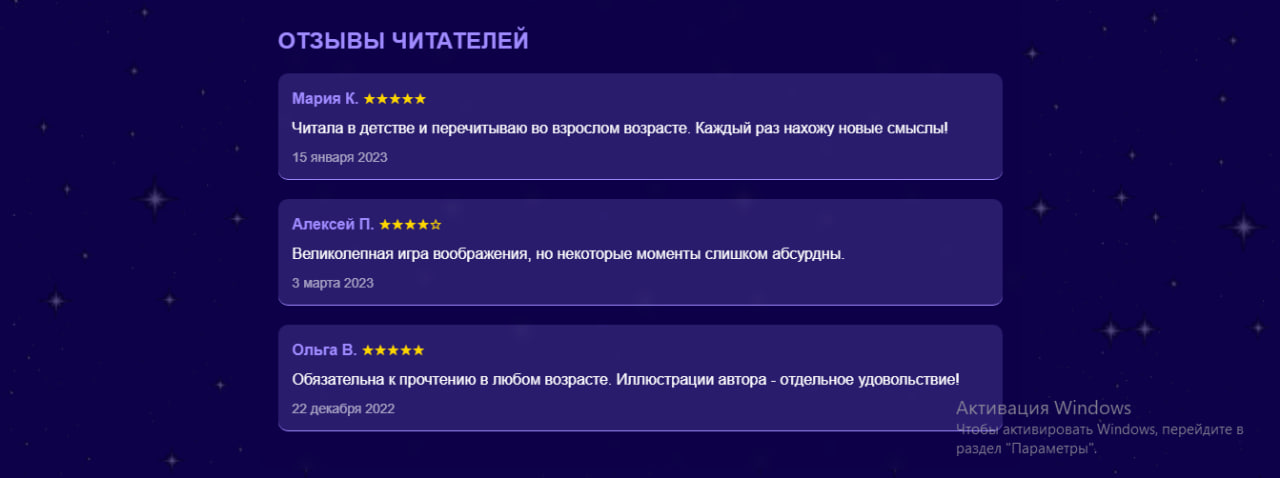 ОТЗЫВЫ ЧИТАТЕЛЕЙ
Мария К. ★★★★★
Читала в детстве и перечитываю во взрослом возрасте. Каждый раз нахожу новые смыслы!
15 января 2023
Алексей П. ★★★★☆
Великолепная игра воображения, но некоторые моменты слишком абсурдны.
3 марта 2023
Ольга В. ★★★★★
Обязательна к прочтению в любом возрасте. Иллюстрации автора - отдельное удовольствие!
22 декабря 2022
Активация Windows
Чтобы активировать Windows, перейдите в
раздел "Параметры".